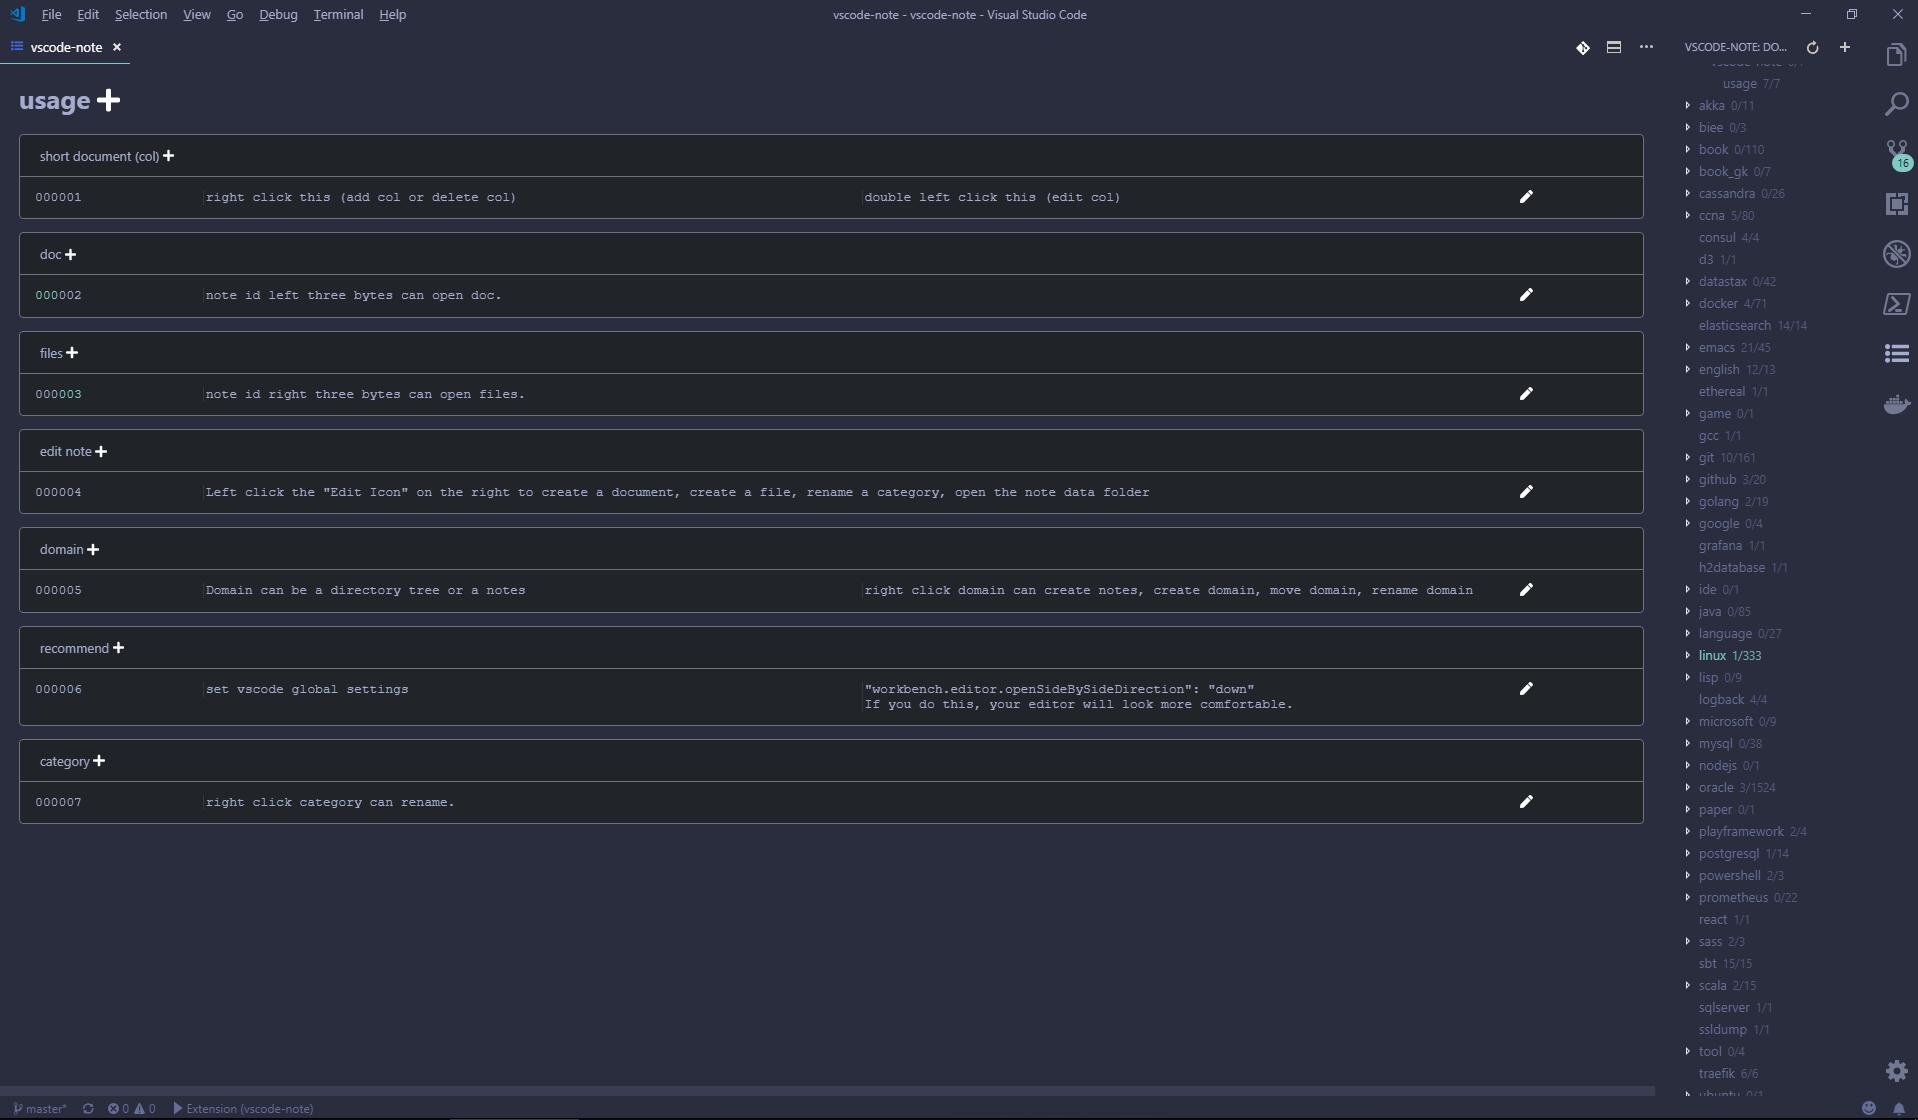 File Edit Selection View Go Debug Terminal Help
vscode-note - vscode-note - Visual Studio Code
vscode-note
usage
short document (col)
000001 right click this (add col or delete col) double left click this (edit col)
doc
000002 note id left three bytes can open doc.
files
000003 note id right three bytes can open files.
edit note
000004 Left click the "Edit Icon" on the right to create a document, create a file, rename a category, open the note data folder
domain
000005 Domain can be a directory tree or a notes right click domain can create notes, create domain, move domain, rename domain
recommend
000006 set vscode global settings "workbench.editor.openSideBySideDirection": "down"
If you do this, your editor will look more comfortable.
category
000007 right click category can rename.
VSCODE-NOTE: DO...
vscode-note 0/7
usage 7/7
akka 0/11
biee 0/3
book 0/110
book_gk 0/7
cassandra 0/26
ccna 5/80
consul 4/4
d3 1/1
datastax 0/42
docker 4/71
elasticsearch 14/14
emacs 21/45
english 12/13
ethereal 1/1
game 0/1
gcc 1/1
git 10/161
github 3/20
golang 2/19
google 0/4
grafana 1/1
h2database 1/1
ide 0/1
java 0/85
language 0/27
linux 1/333
lisp 0/9
logback 4/4
microsoft 0/9
mysql 0/38
nodejs 0/1
oracle 3/1524
paper 0/1
playframework 2/4
postgresql 1/14
powershell 2/3
prometheus 0/22
react 1/1
sass 2/3
sbt 15/15
scala 2/15
sqlserver 1/1
ssldump 1/1
tool 0/4
traefik 6/6
ubuntu 0/1
16
master* 0 0 Extension (vscode-note)